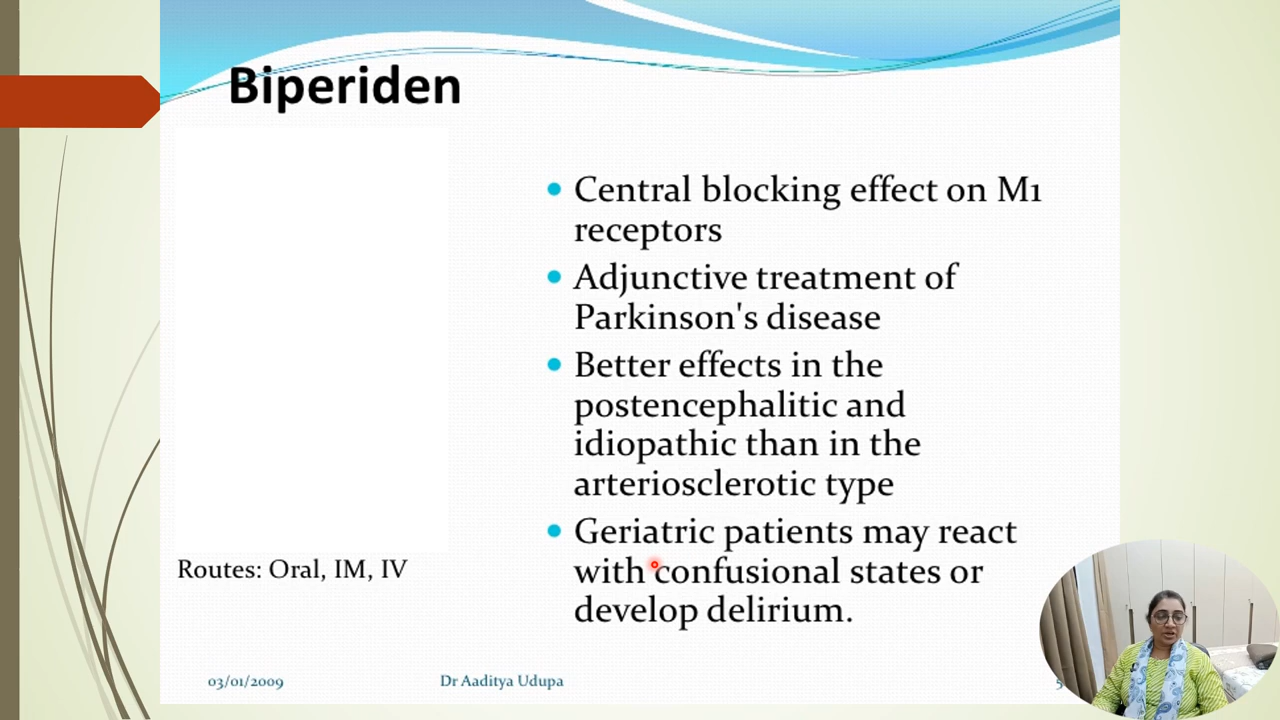 Biperiden
Central blocking effect on M1
receptors
Adjunctive treatment of
Parkinson's disease
Better effects in the
postencephalitic and
idiopathic than in the
arteriosclerotic type
Geriatric patients may react
with confusional states or
develop delirium.
Routes: Oral, IM, IV
03/01/2009
Dr Aaditya Udupa